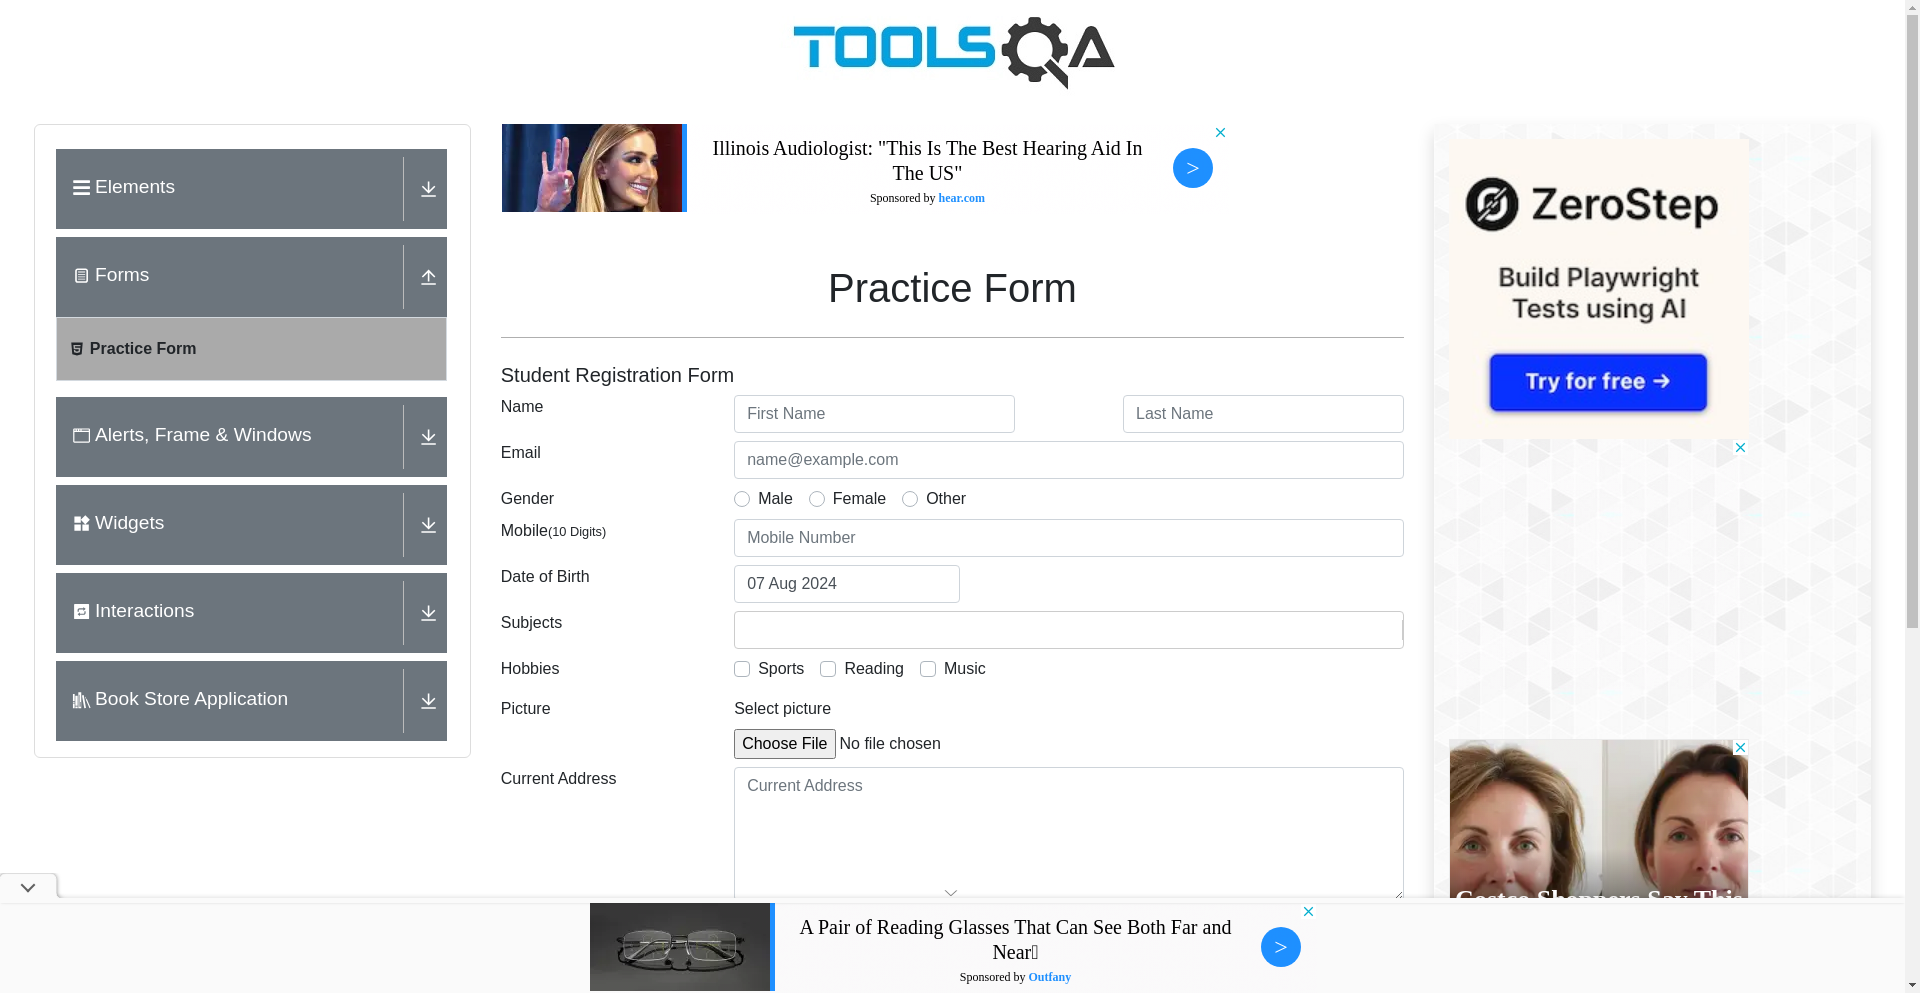 TOOLSQA
Elements
Forms
Practice Form
Alerts, Frame & Windows
Widgets
Interactions
Book Store Application
Illinois Audiologist: "This Is The Best Hearing Aid In
The US"
Sponsored by hear.com
>
Practice Form
Student Registration Form
Name
First Name
Last Name
Email
name@example.com
Gender
Male
Female
Other
Mobile(10 Digits)
Mobile Number
Date of Birth
07 Aug 2024
Subjects
Hobbies
Sports
Reading
Music
Picture
Select picture
Choose File No file chosen
Current Address
Current Address
ZeroStep
Build Playwright
Tests using AI
Try for free →
Costco Shoppers Say This
A Pair of Reading Glasses That Can See Both Far and
Near
Sponsored by Outfany
>